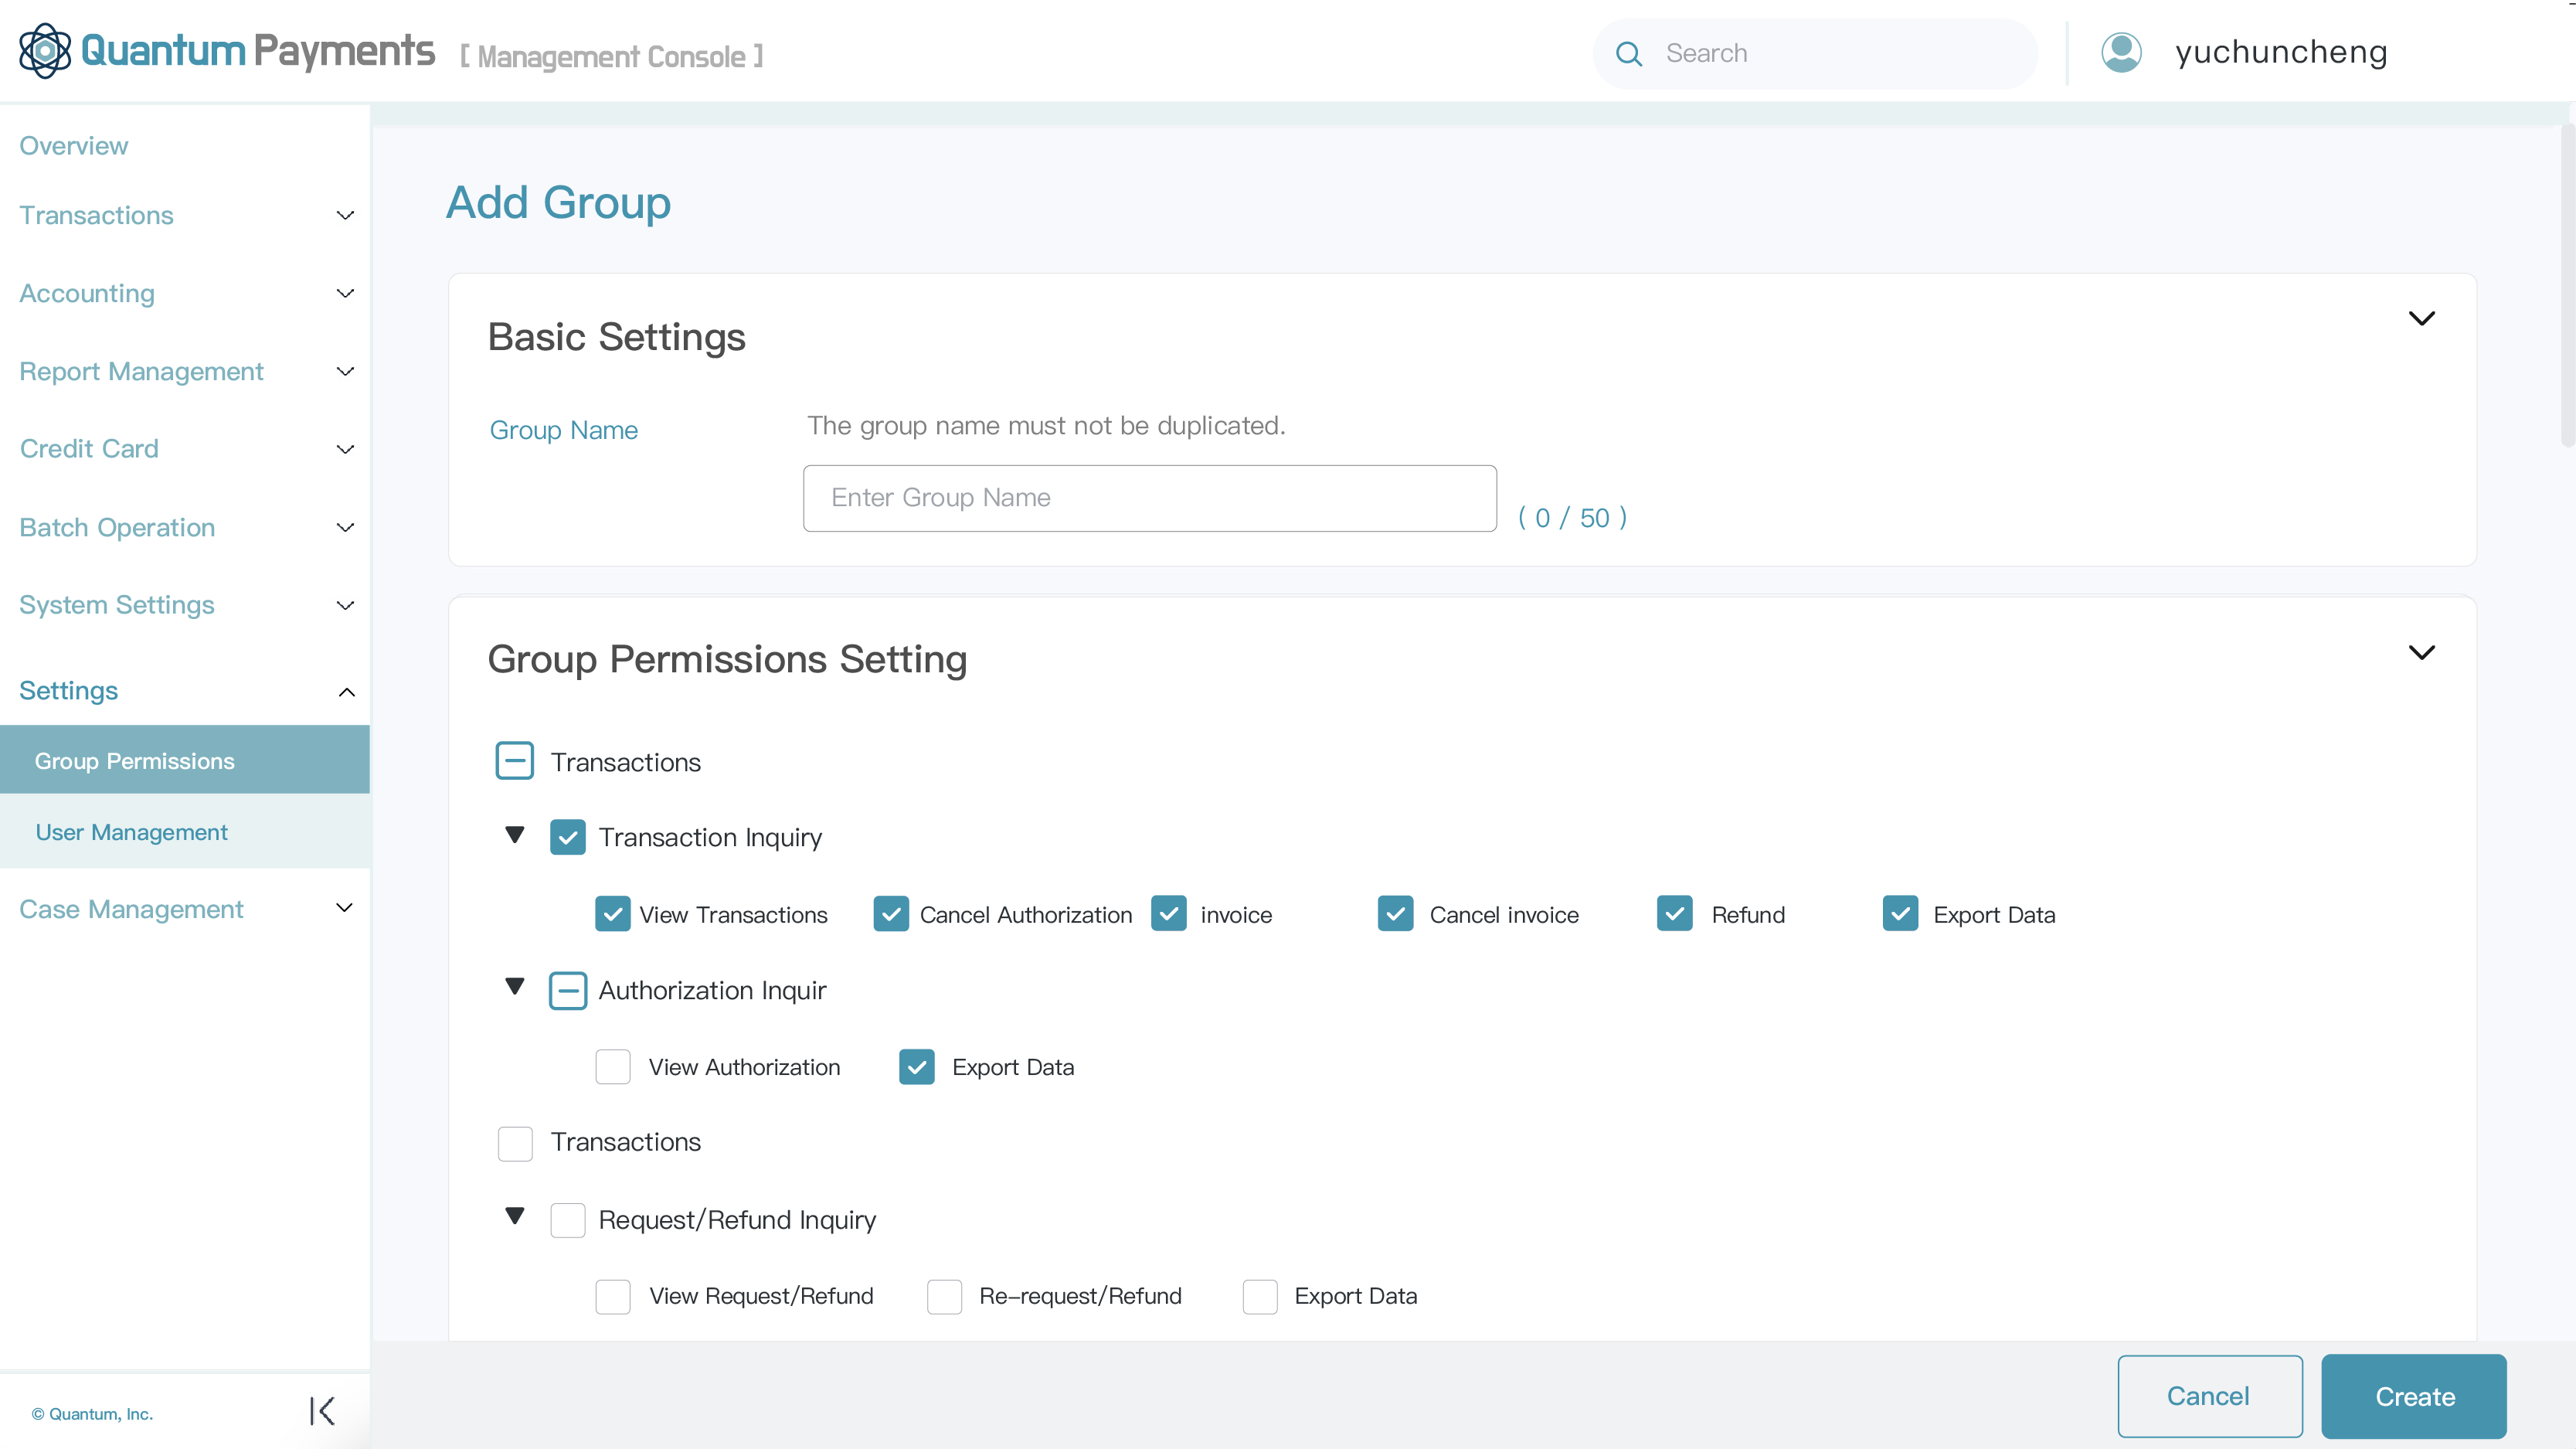 Quantum Payments [ Management Console ]
Search
yuchuncheng
Overview
Transactions
Accounting
Report Management
Credit Card
Batch Operation
System Settings
Settings
Group Permissions
User Management
Case Management
© Quantum, Inc.
Add Group
Basic Settings
Group Name
The group name must not be duplicated.
Enter Group Name
( 0 / 50 )
Group Permissions Setting
Transactions
Transaction Inquiry
View Transactions Cancel Authorization invoice Cancel invoice Refund Export Data
Authorization Inquir
View Authorization Export Data
Transactions
Request/Refund Inquiry
View Request/Refund Re-request/Refund Export Data
Cancel Create